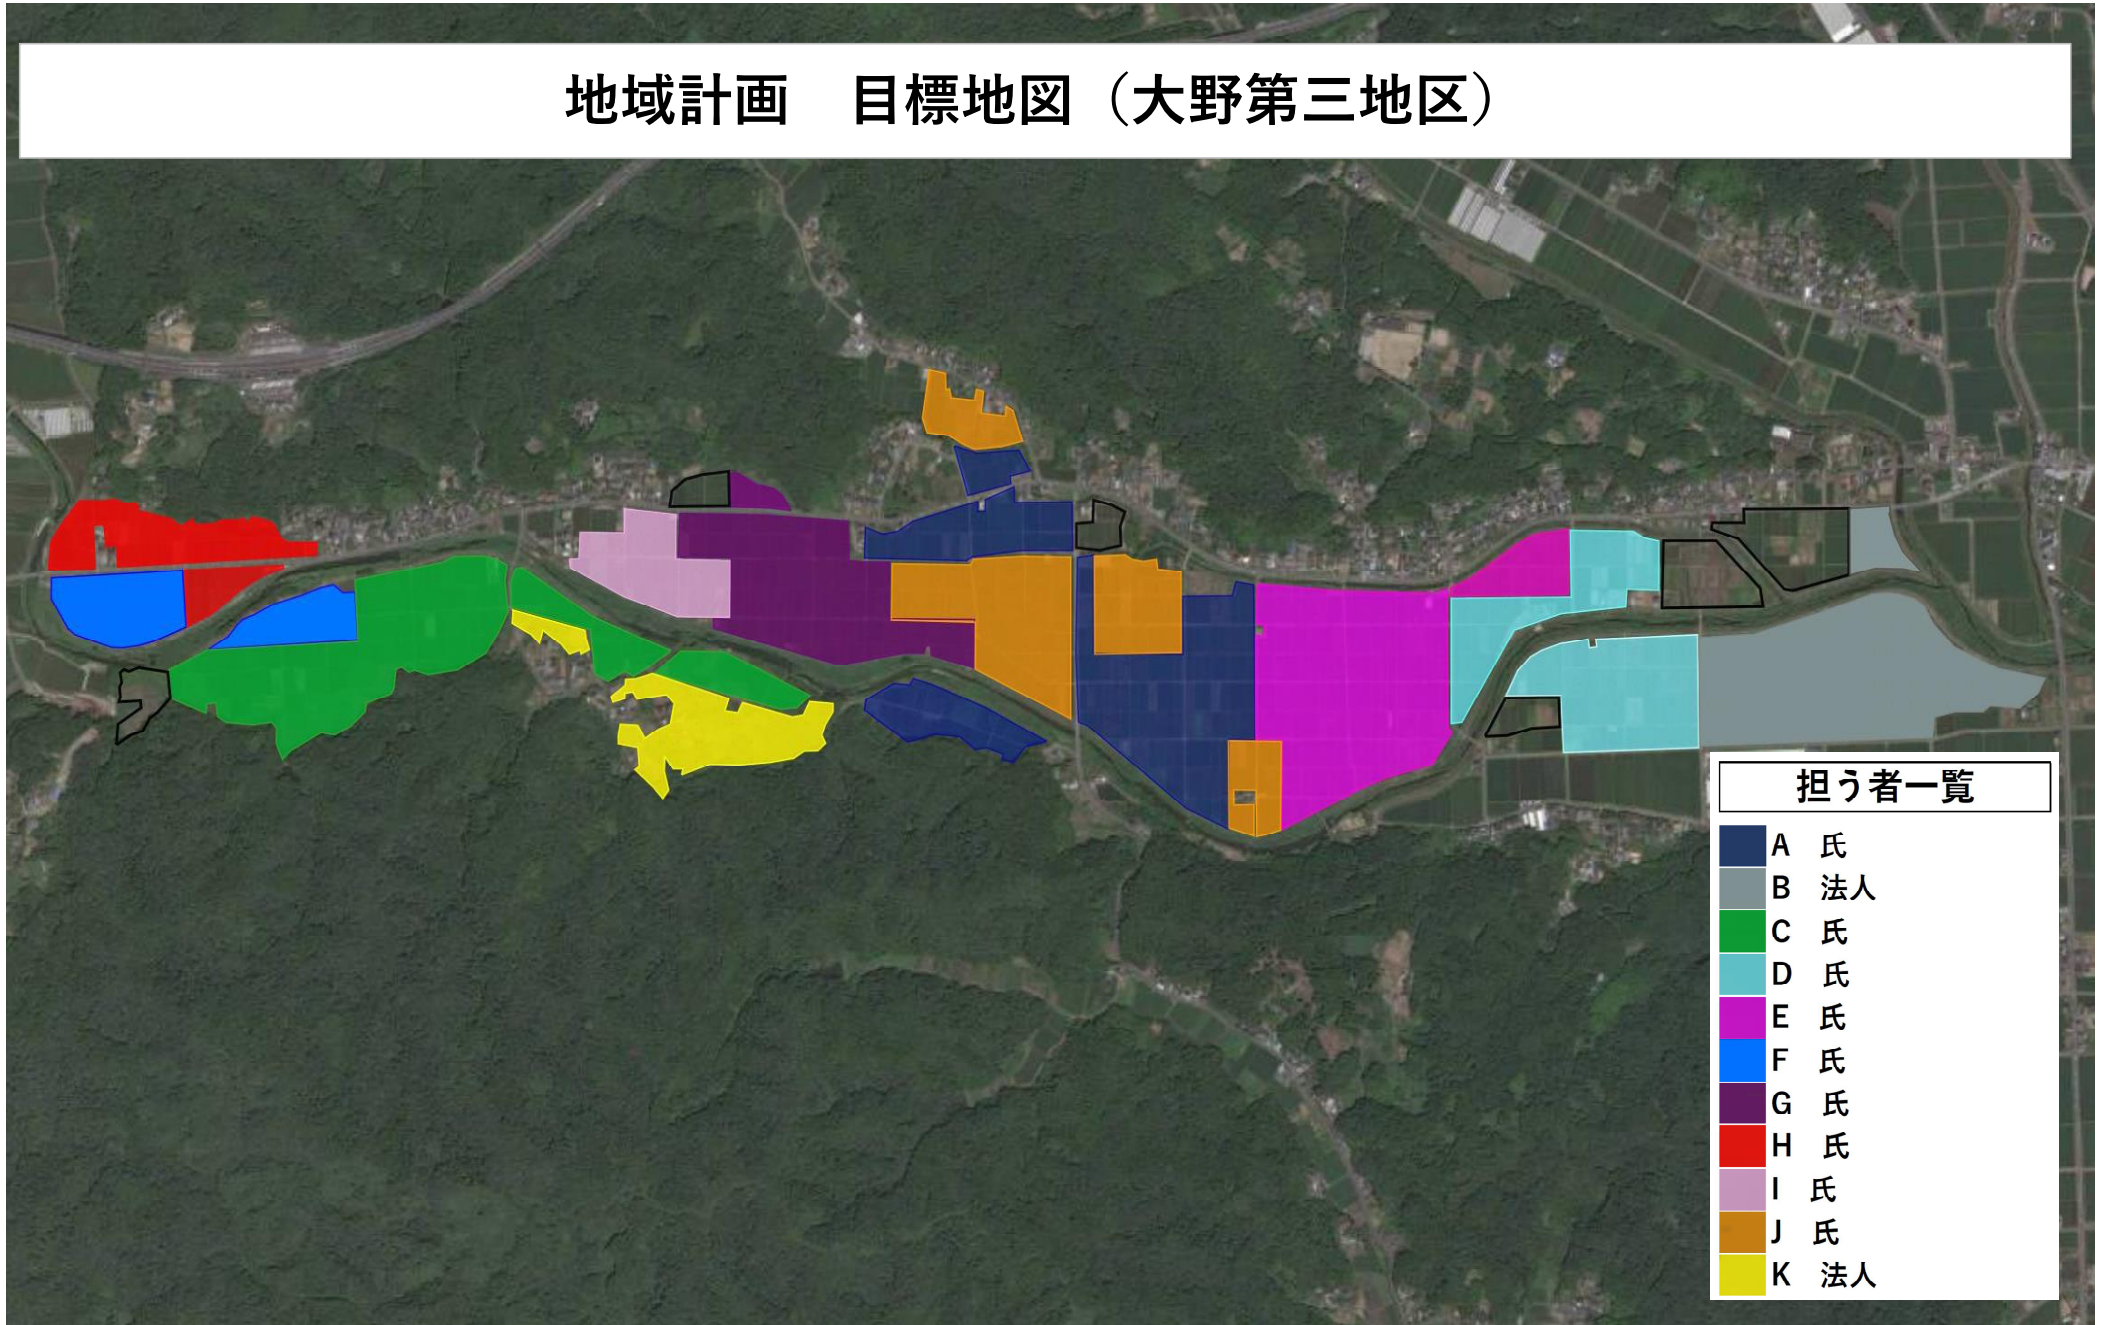 地域計画　目標地図（大野第三地区）
担う者一覧
A　氏
B　法人
C　氏
D　氏
E　氏
F　氏
G　氏
H　氏
I　氏
J　氏
K　法人